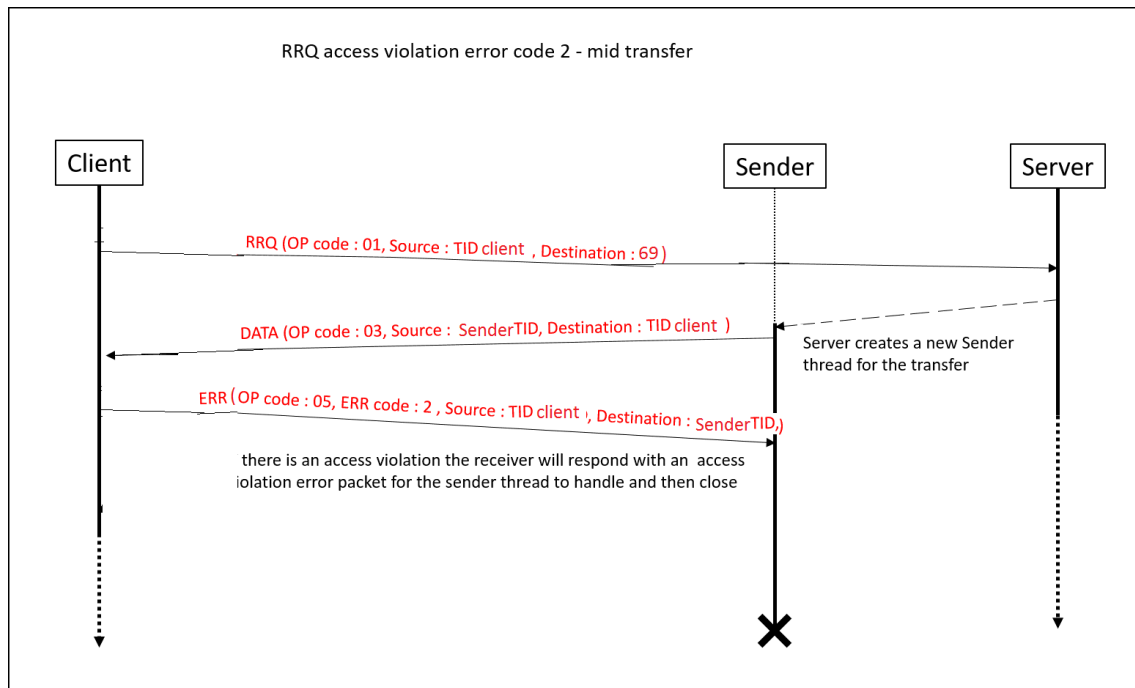 RRQ access violation error code 2 - mid transfer
Client
Sender
Server
RRQ (OP code : 01, Source : TID client , Destination : 69 )
DATA (OP code : 03, Source : SenderTID, Destination : TID client )
Server creates a new Sender
thread for the transfer
ERR ( OP code : 05, ERR code : 2 , Source : TID client , Destination : SenderTID, )
there is an access violation the receiver will respond with an access
iolation error packet for the sender thread to handle and then close